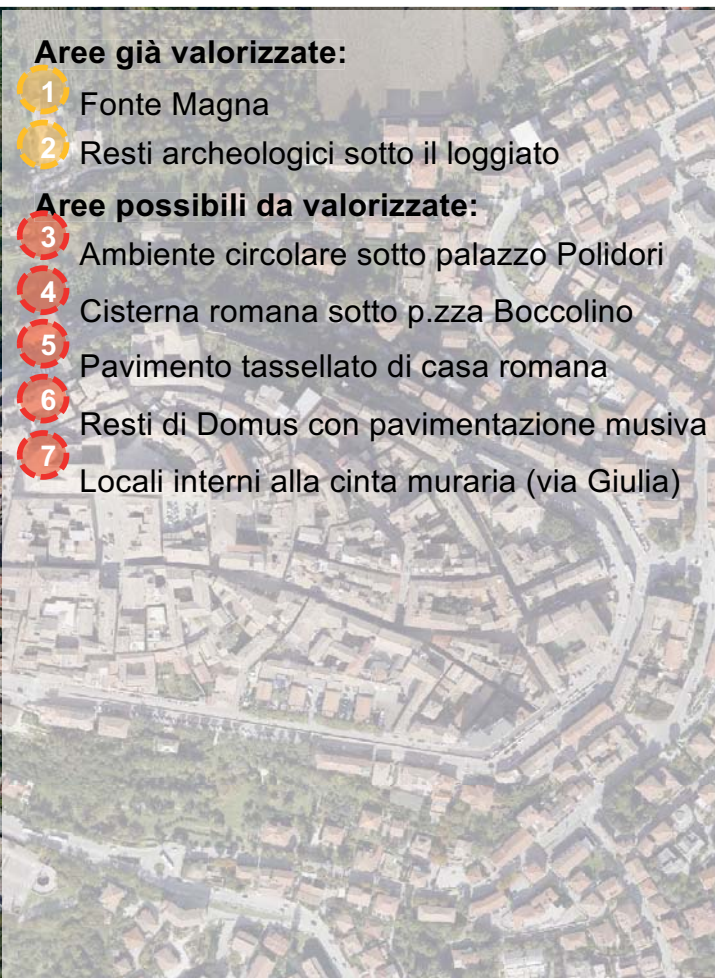 Aree già valorizzate:
1 Fonte Magna
2 Resti archeologici sotto il loggiato
Aree possibili da valorizzate:
3 Ambiente circolare sotto palazzo Polidori
4 Cisterna romana sotto p.zza Boccolino
5 Pavimento tassellato di casa romana
6 Resti di Domus con pavimentazione musiva
7 Locali interni alla cinta muraria (via Giulia)